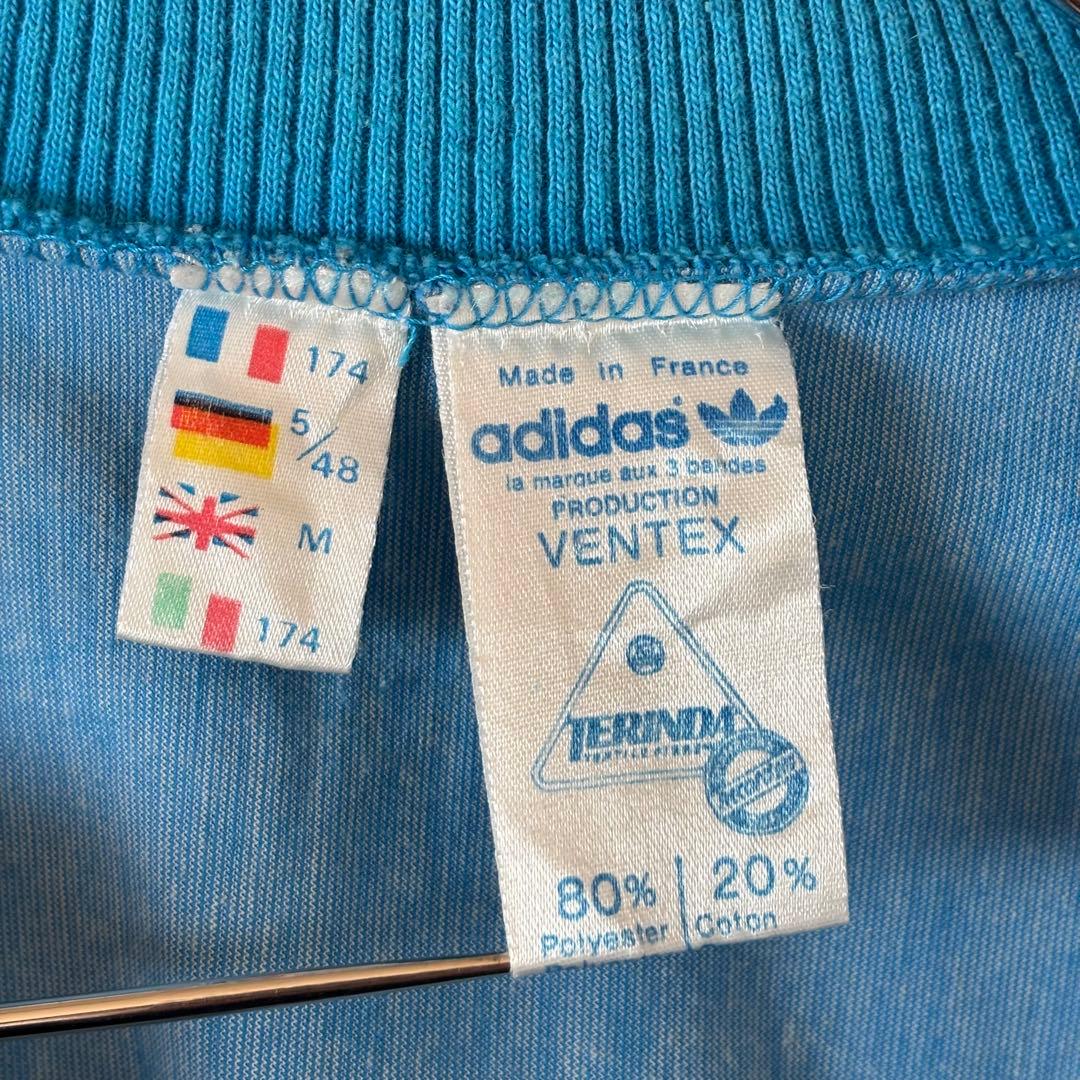 174
5/48
M
174
Made in France
adidas
la marque aux 3 bandes
PRODUCTION
VENTEX
TERINDA
80% 20%
Polyester Coton